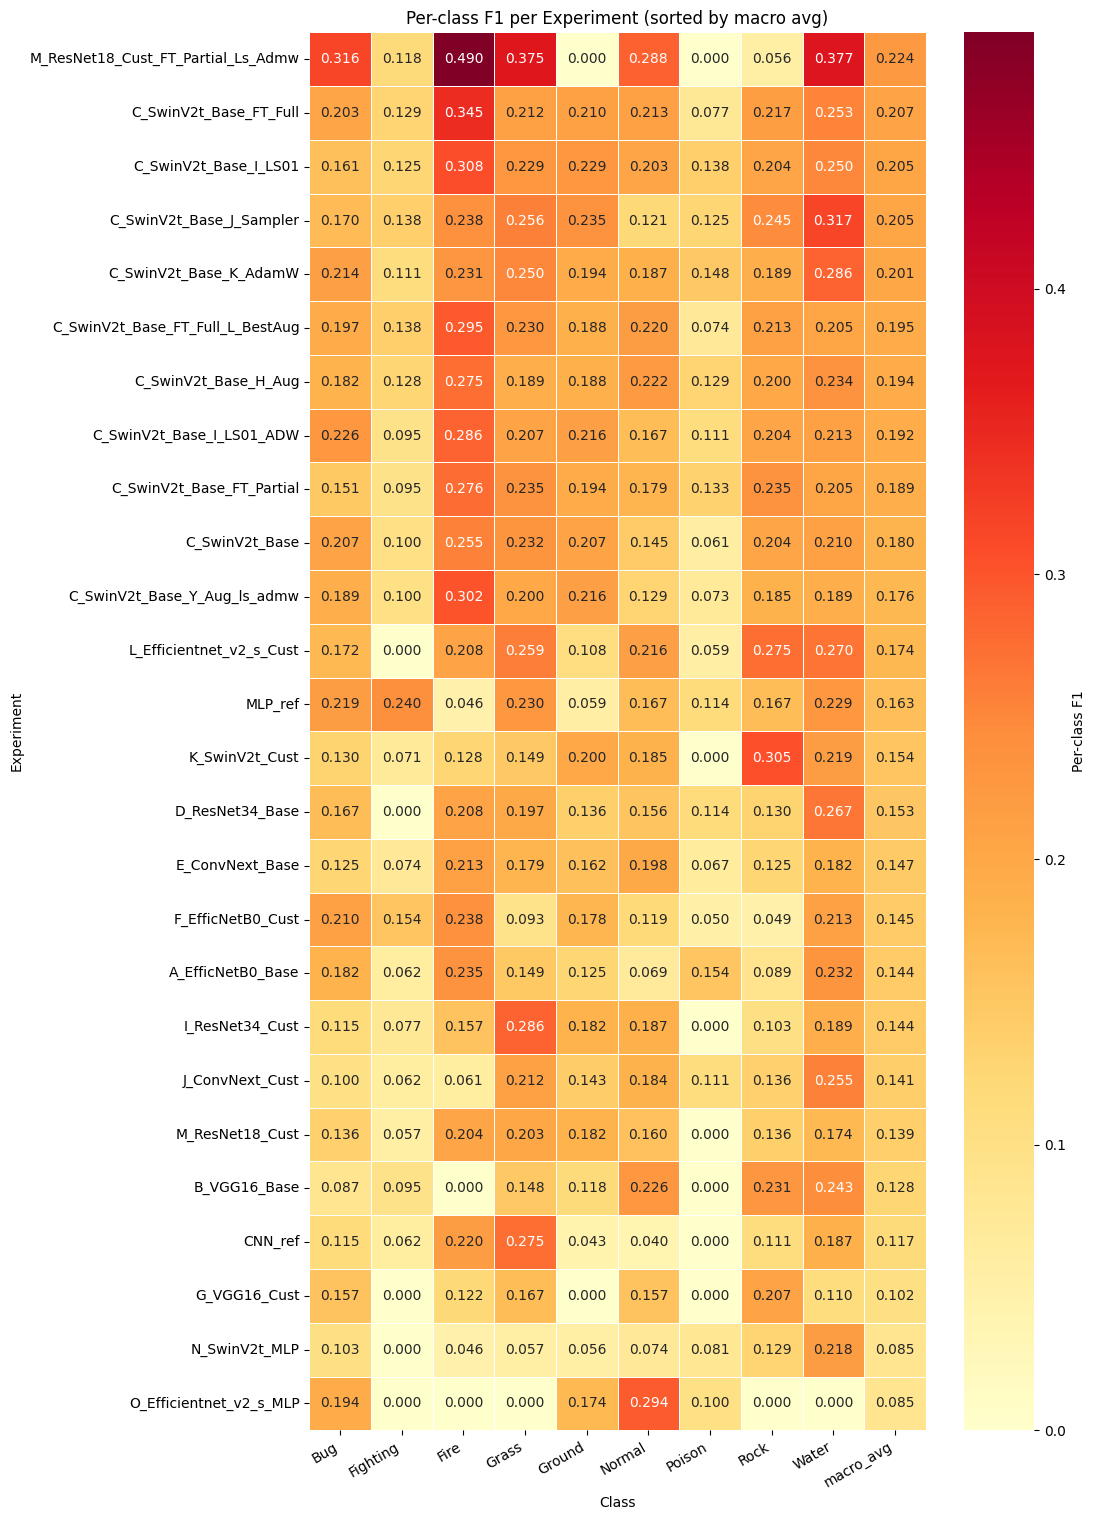 Per-class F1 per Experiment (sorted by macro avg)
M_ResNet18_Cust_FT_Partial_Ls_Admw 0.316 0.118 0.490 0.375 0.000 0.288 0.000 0.056 0.377 0.224
C_SwinV2t_Base_FT_Full 0.203 0.129 0.345 0.212 0.210 0.213 0.077 0.217 0.253 0.207
C_SwinV2t_Base_I_LS01 0.161 0.125 0.308 0.229 0.229 0.203 0.138 0.204 0.250 0.205
C_SwinV2t_Base_J_Sampler 0.170 0.138 0.238 0.256 0.235 0.121 0.125 0.245 0.317 0.205
C_SwinV2t_Base_K_AdamW 0.214 0.111 0.231 0.250 0.194 0.187 0.148 0.189 0.286 0.201
C_SwinV2t_Base_FT_Full_L_BestAug 0.197 0.138 0.295 0.230 0.188 0.220 0.074 0.213 0.205 0.195
C_SwinV2t_Base_H_Aug 0.182 0.128 0.275 0.189 0.188 0.222 0.129 0.200 0.234 0.194
C_SwinV2t_Base_I_LS01_ADW 0.226 0.095 0.286 0.207 0.216 0.167 0.111 0.204 0.213 0.192
C_SwinV2t_Base_FT_Partial 0.151 0.095 0.276 0.235 0.194 0.179 0.133 0.235 0.205 0.189
C_SwinV2t_Base 0.207 0.100 0.255 0.232 0.207 0.145 0.061 0.204 0.210 0.180
C_SwinV2t_Base_Y_Aug_ls_admw 0.189 0.100 0.302 0.200 0.216 0.129 0.073 0.185 0.189 0.176
L_Efficientnet_v2_s_Cust 0.172 0.000 0.208 0.259 0.108 0.216 0.059 0.275 0.270 0.174
MLP_ref 0.219 0.240 0.046 0.230 0.059 0.167 0.114 0.167 0.229 0.163
K_SwinV2t_Cust 0.130 0.071 0.128 0.149 0.200 0.185 0.000 0.305 0.219 0.154
D_ResNet34_Base 0.167 0.000 0.208 0.197 0.136 0.156 0.114 0.130 0.267 0.153
E_ConvNext_Base 0.125 0.074 0.213 0.179 0.162 0.198 0.067 0.125 0.182 0.147
F_EfficNetB0_Cust 0.210 0.154 0.238 0.093 0.178 0.119 0.050 0.049 0.213 0.145
A_EfficNetB0_Base 0.182 0.062 0.235 0.149 0.125 0.069 0.154 0.089 0.232 0.144
I_ResNet34_Cust 0.115 0.077 0.157 0.286 0.182 0.187 0.000 0.103 0.189 0.144
J_ConvNext_Cust 0.100 0.062 0.061 0.212 0.143 0.184 0.111 0.136 0.255 0.141
M_ResNet18_Cust 0.136 0.057 0.204 0.203 0.182 0.160 0.000 0.136 0.174 0.139
B_VGG16_Base 0.087 0.095 0.000 0.148 0.118 0.226 0.000 0.231 0.243 0.128
CNN_ref 0.115 0.062 0.220 0.275 0.043 0.040 0.000 0.111 0.187 0.117
G_VGG16_Cust 0.157 0.000 0.122 0.167 0.000 0.157 0.000 0.207 0.110 0.102
N_SwinV2t_MLP 0.103 0.000 0.046 0.057 0.056 0.074 0.081 0.129 0.218 0.085
O_Efficientnet_v2_s_MLP 0.194 0.000 0.000 0.000 0.174 0.294 0.100 0.000 0.000 0.085
Bug Fighting Fire Grass Ground Normal Poison Rock Water macro_avg
Class
Experiment
0.4
0.3
0.2
0.1
0.0
Per-class F1